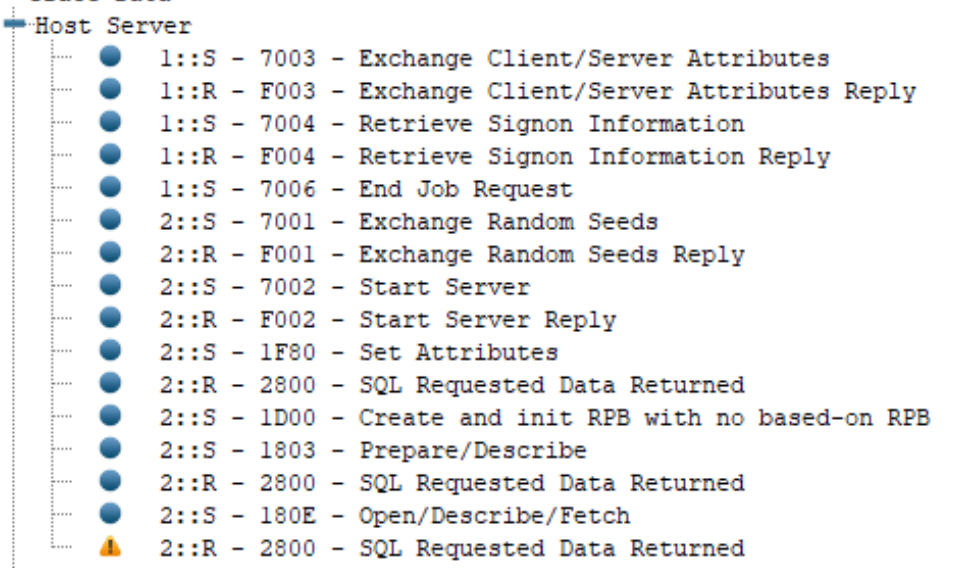 Host Server
1::S - 7003 - Exchange Client/Server Attributes
1::R - F003 - Exchange Client/Server Attributes Reply
1::S - 7004 - Retrieve Signon Information
1::R - F004 - Retrieve Signon Information Reply
1::S - 7006 - End Job Request
2::S - 7001 - Exchange Random Seeds
2::R - F001 - Exchange Random Seeds Reply
2::S - 7002 - Start Server
2::R - F002 - Start Server Reply
2::S - 1F80 - Set Attributes
2::R - 2800 - SQL Requested Data Returned
2::S - 1D00 - Create and init RPB with no based-on RPB
2::S - 1803 - Prepare/Describe
2::R - 2800 - SQL Requested Data Returned
2::S - 180E - Open/Describe/Fetch
2::R - 2800 - SQL Requested Data Returned